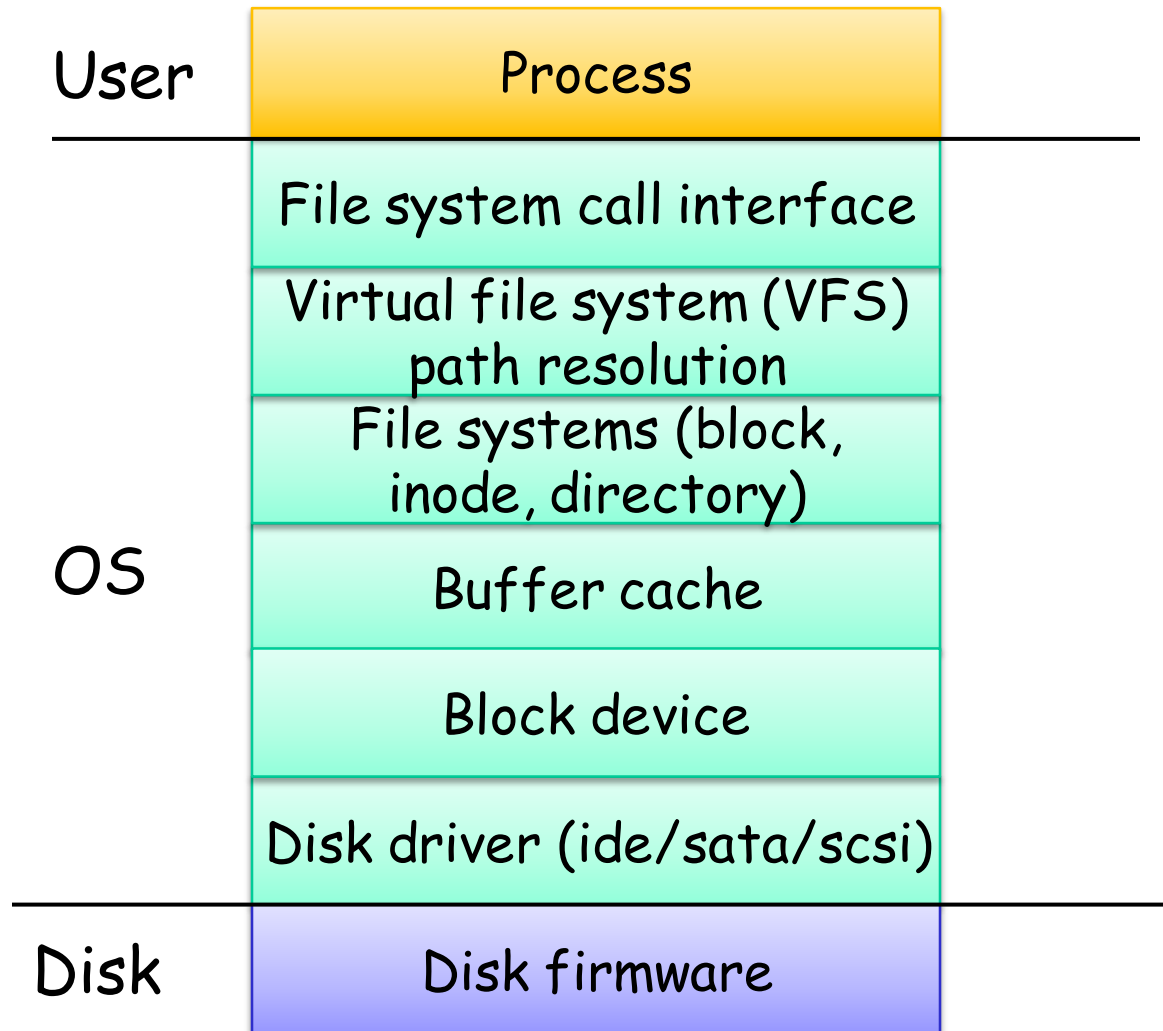 User
Process
File system call interface
Virtual file system (VFS)
path resolution
File systems (block,
inode, directory)
OS
Buffer cache
Block device
Disk driver (ide/sata/scsi)
Disk
Disk firmware